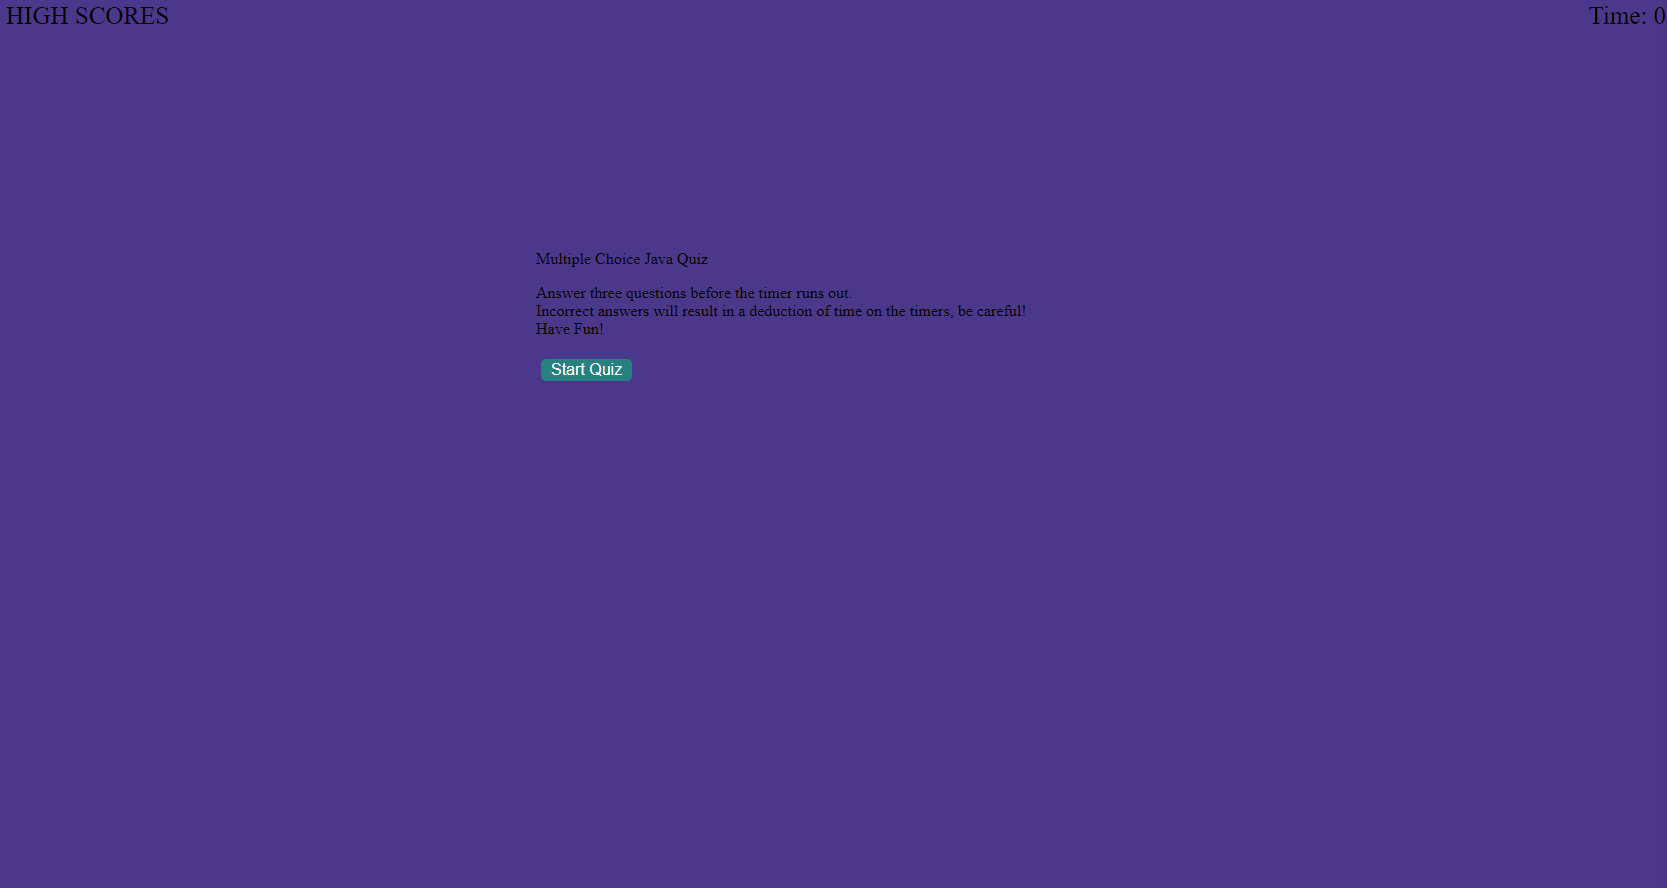 HIGH SCORES
Time: 0
Multiple Choice Java Quiz
Answer three questions before the timer runs out.
Incorrect answers will result in a deduction of time on the timers, be careful!
Have Fun!
Start Quiz